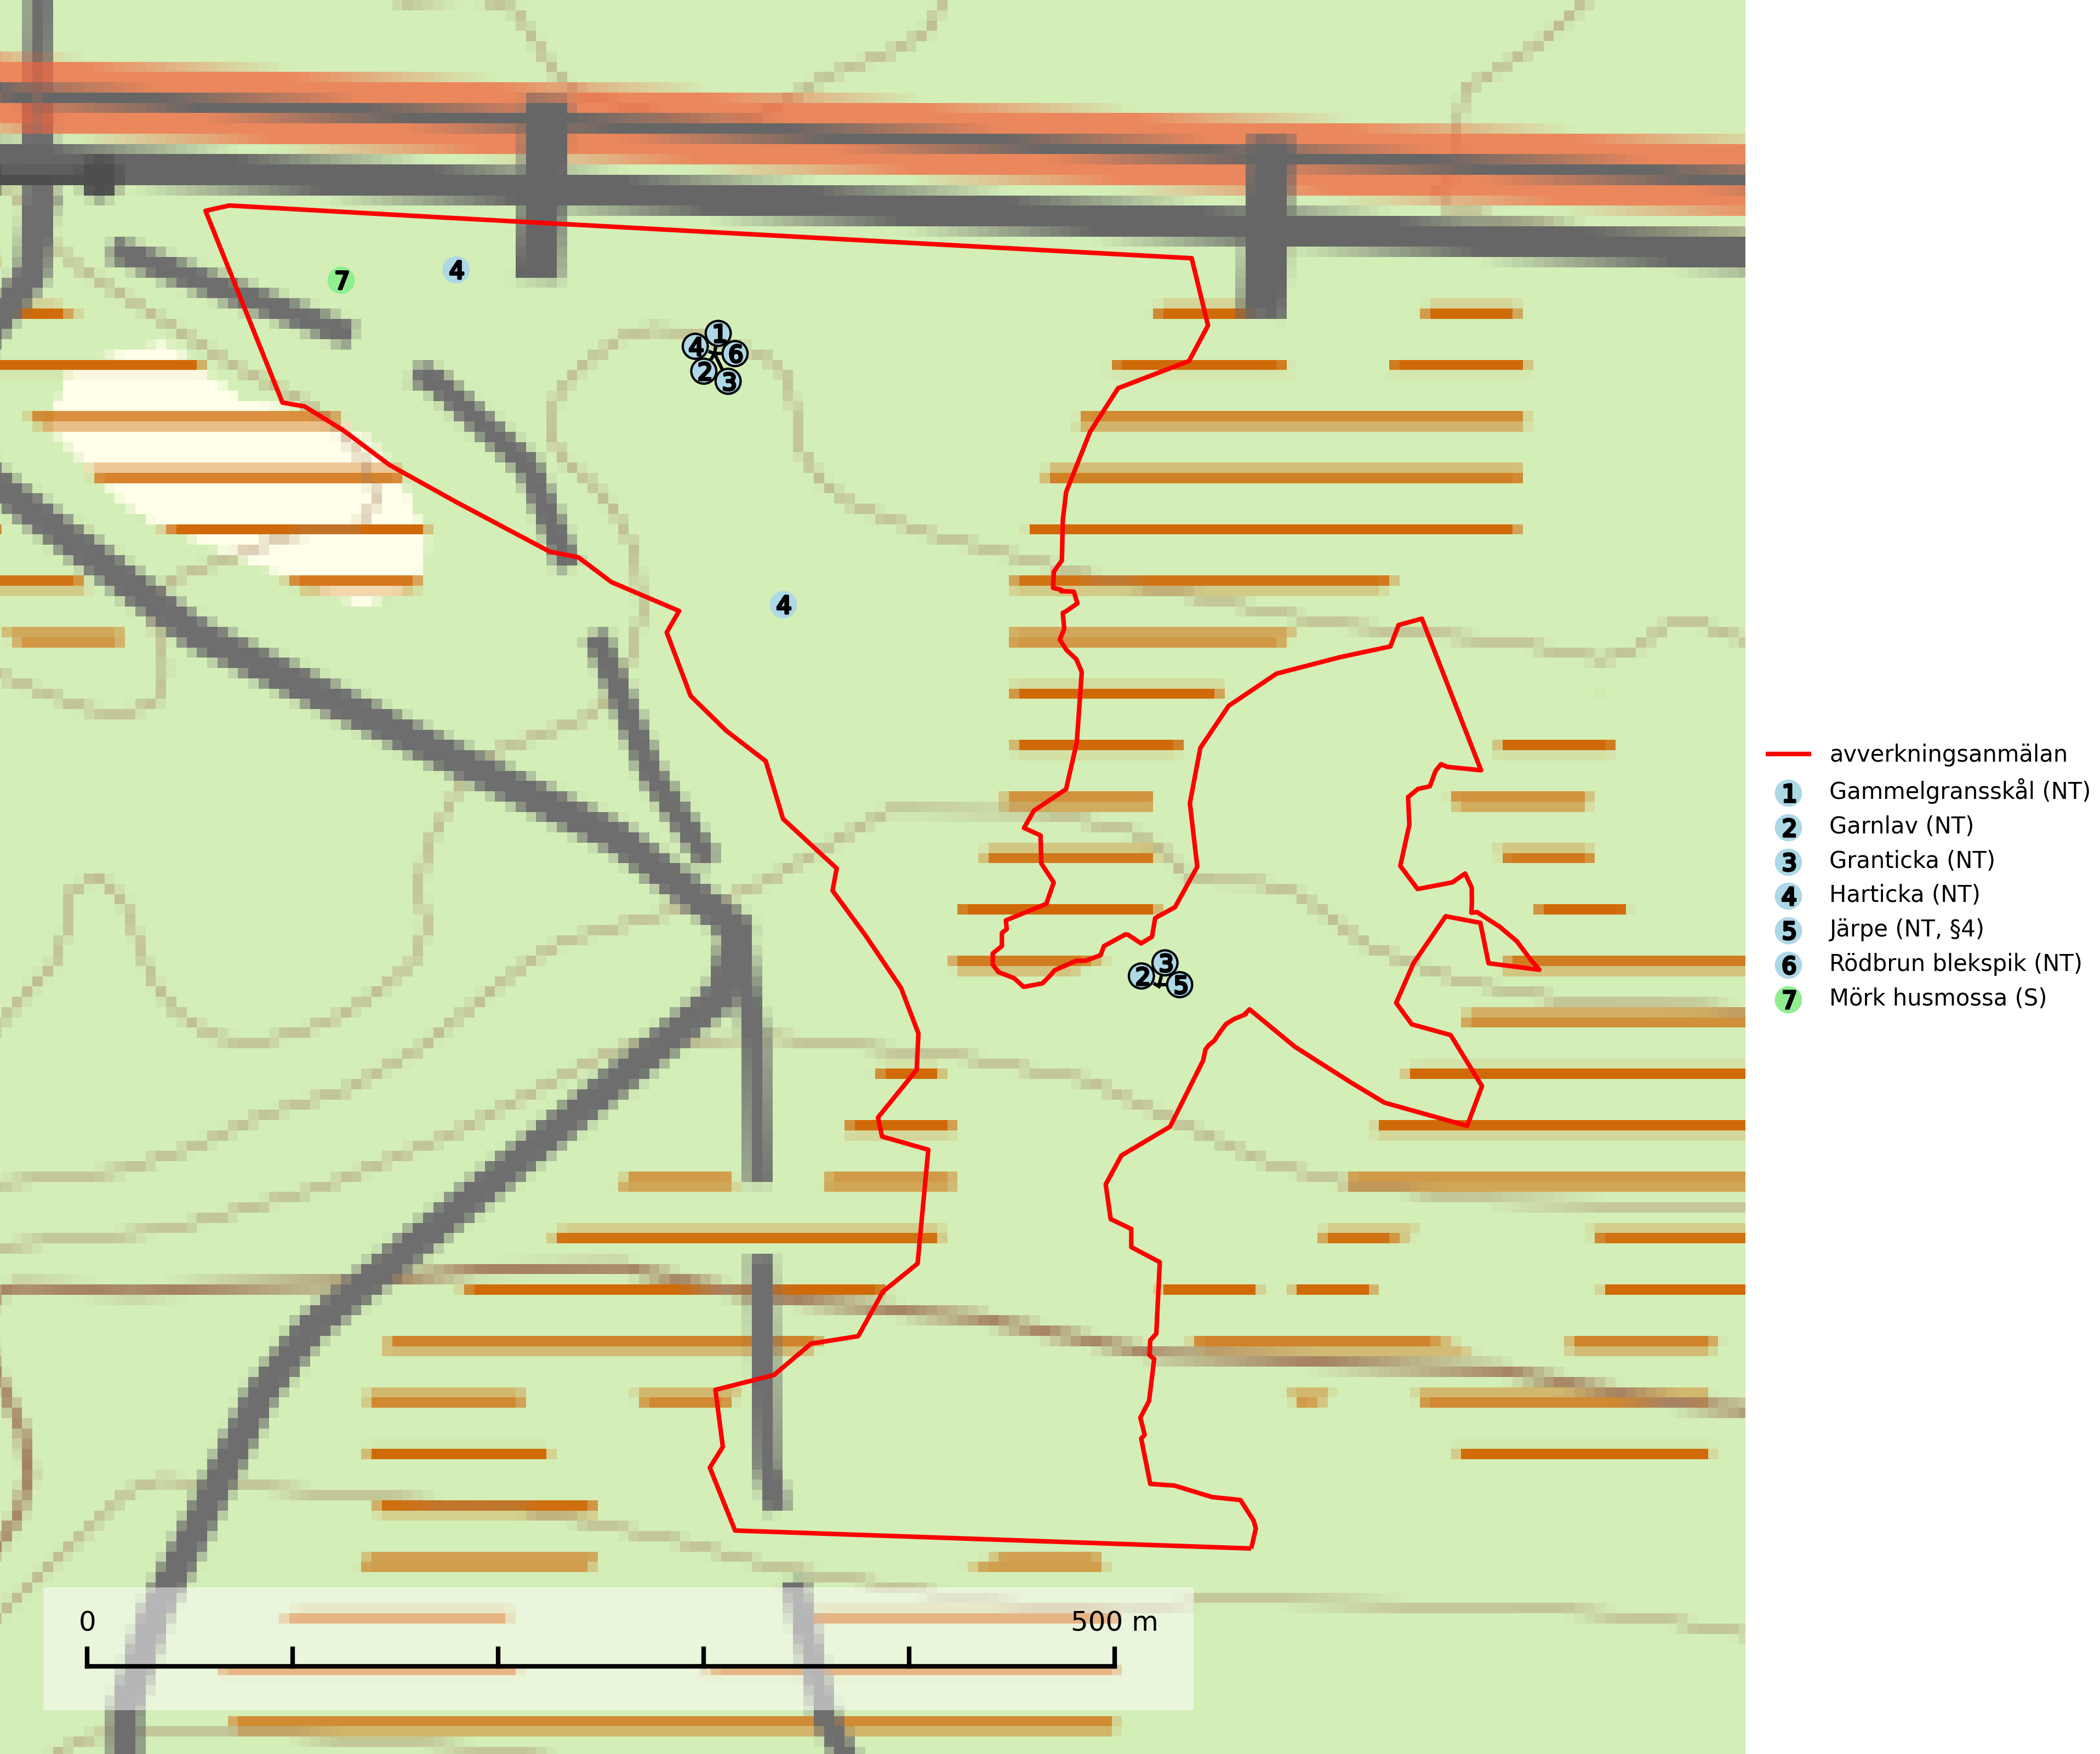 7
4
1
4
6
2
3
4
3
2
5
0 500 m
avverkningsanmälan
1 Gammelgransskål (NT)
2 Garnlav (NT)
3 Granticka (NT)
4 Harticka (NT)
5 Järpe (NT, §4)
6 Rödbrun blekspik (NT)
7 Mörk husmossa (S)